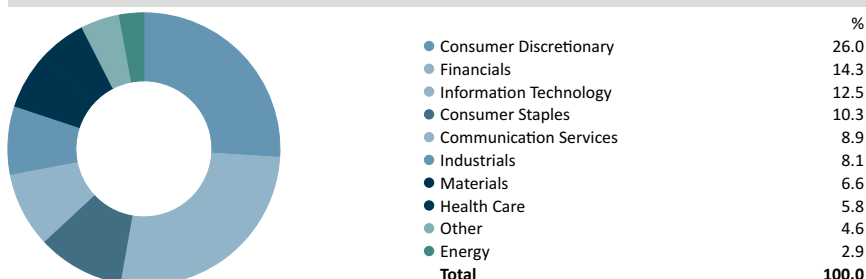 %
Consumer Discretionary 26.0
Financials 14.3
Information Technology 12.5
Consumer Staples 10.3
Communication Services 8.9
Industrials 8.1
Materials 6.6
Health Care 5.8
Other 4.6
Energy 2.9
Total 100.0